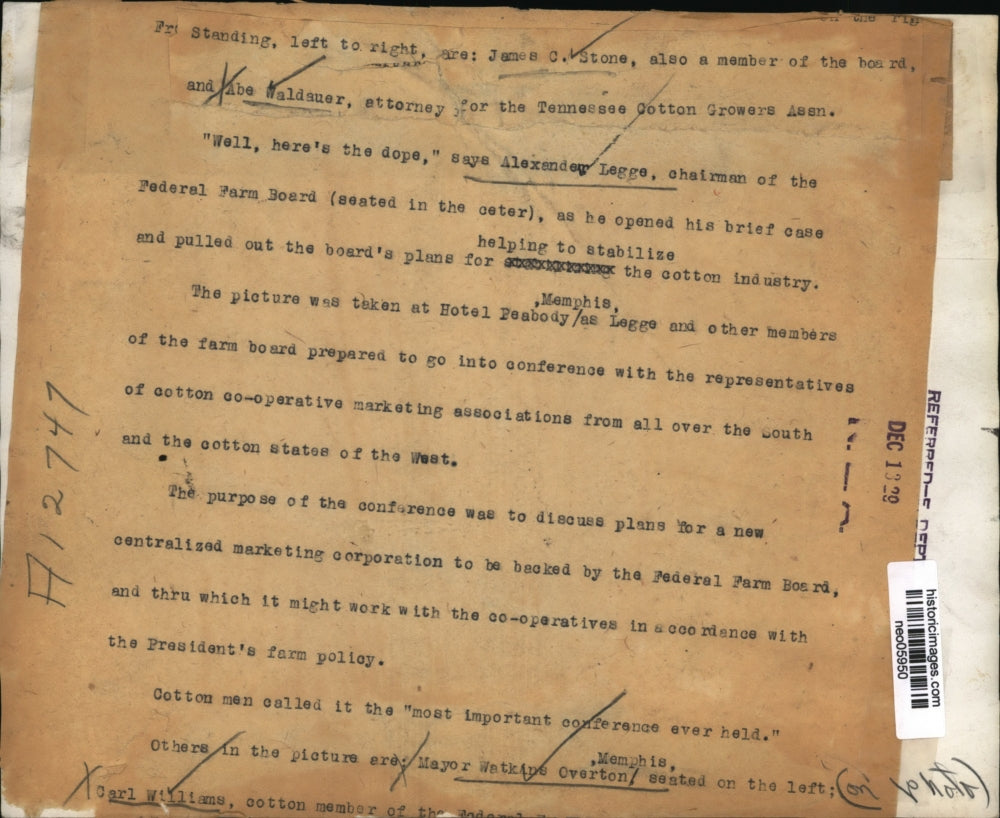 on the
Standing, left to right, are: James C. Stone, also a member of the board,
and Abe Waldauer, attorney for the Tennessee Cotton Growers Assn.
"Well, here's the dope," says Alexander Legge, chairman of the
Federal Farm Board (seated in the ceter), as he opened his brief case
helping to stabilize
and pulled out the board's plans for the cotton industry.
,Memphis,
The picture was taken at Hotel Peabody/as Legge and other members
of the farm board prepared to go into conference with the representatives
of cotton co-operative marketing associations from all over the South
and the cotton states of the West.
The purpose of the conference was to discuss plans for a new
centralized marketing corporation to be backed by the Federal Farm Board,
and thru which it might work with the co-operatives in accordance with
the President's farm policy.
Cotton men called it the "most important conference ever held."
,Memphis,
Others in the picture are: Mayor Watkins Overton/ seated on the left;
Carl Williams, cotton member of the Federal
A12747
DEC 13 29
REFERRED
DEPT
historicimages.com
neo05950